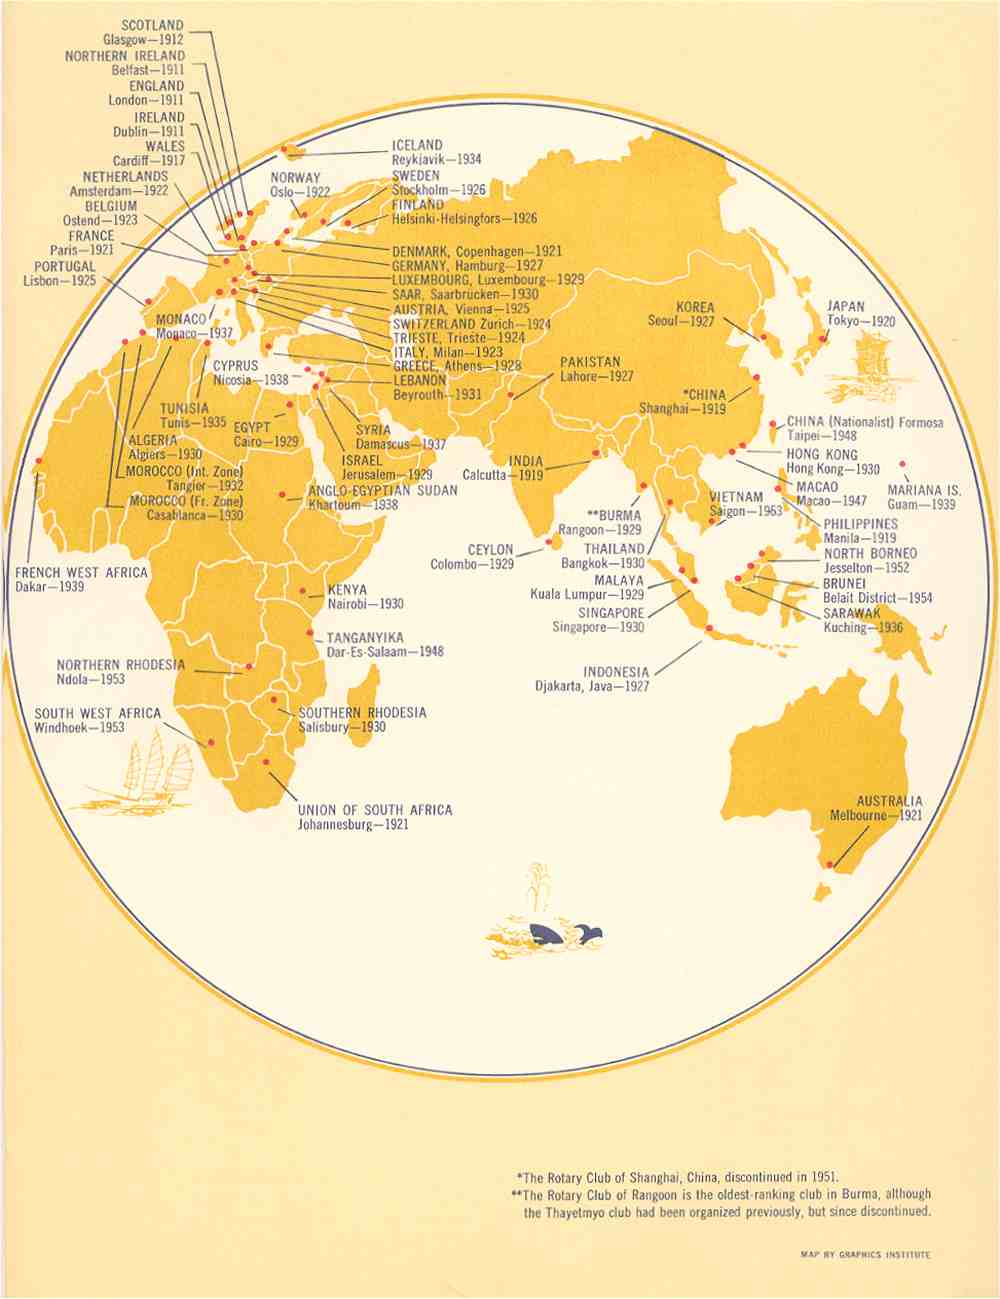 SCOTLAND
Glasgow—1912
NORTHERN IRELAND
Belfast—1911
ENGLAND
London—1911
IRELAND
Dublin—1911
WALES
Cardiff—1917
NETHERLANDS
Amsterdam—1922
BELGIUM
Ostend—1923
FRANCE
Paris—1921
PORTUGAL
Lisbon—1925
MONACO
Monaco—1937
NORWAY
Oslo—1922
ICELAND
Reykjavik—1934
SWEDEN
Stockholm—1926
FINLAND
Helsinki-Helsingfors—1926
DENMARK, Copenhagen—1921
GERMANY, Hamburg—1927
LUXEMBOURG, Luxembourg—1929
SAAR, Saarbrucken—1930
AUSTRIA, Vienna—1925
SWITZERLAND Zurich—1924
TRIESTE, Trieste—1924
ITALY, Milan—1923
GREECE, Athens—1928
LEBANON
Beyrouth—1931
CYPRUS
Nicosia—1938
TUNISIA
Tunis—1935
EGYPT
Cairo—1929
SYRIA
Damascus—1937
ALGERIA
Algiers—1930
ISRAEL
Jerusalem—1929
MOROCCO (Int. Zone)
Tangier—1932
MOROCCO (Fr. Zone)
Casablanca—1930
ANGLO-EGYPTIAN SUDAN
Khartoum—1938
FRENCH WEST AFRICA
Dakar—1939
KENYA
Nairobi—1930
TANGANYIKA
Dar-Es-Salaam—1948
NORTHERN RHODESIA
Ndola—1953
SOUTH WEST AFRICA
Windhoek—1953
SOUTHERN RHODESIA
Salisbury—1930
UNION OF SOUTH AFRICA
Johannesburg—1921
KOREA
Seoul—1927
JAPAN
Tokyo—1920
PAKISTAN
Lahore—1927
*CHINA
Shanghai—1919
CHINA (Nationalist) Formosa
Taipei—1948
HONG KONG
Hong Kong—1930
INDIA
Calcutta—1919
MACAO
Macao—1947
MARIANA IS.
Guam—1939
VIETNAM
Saigon—1963
**BURMA
Rangoon—1929
PHILIPPINES
Manila—1919
CEYLON
Colombo—1929
THAILAND
Bangkok—1930
NORTH BORNEO
Jesselton—1952
MALAYA
Kuala Lumpur—1929
BRUNEI
Belait District—1954
SINGAPORE
Singapore—1930
SARAWAK
Kuching—1936
INDONESIA
Djakarta, Java—1927
AUSTRALIA
Melbourne—1921
*The Rotary Club of Shanghai, China, discontinued in 1951.
**The Rotary Club of Rangoon is the oldest-ranking club in Burma, although
the Thayetmyo club had been organized previously, but since discontinued.
MAP BY GRAPHICS INSTITUTE